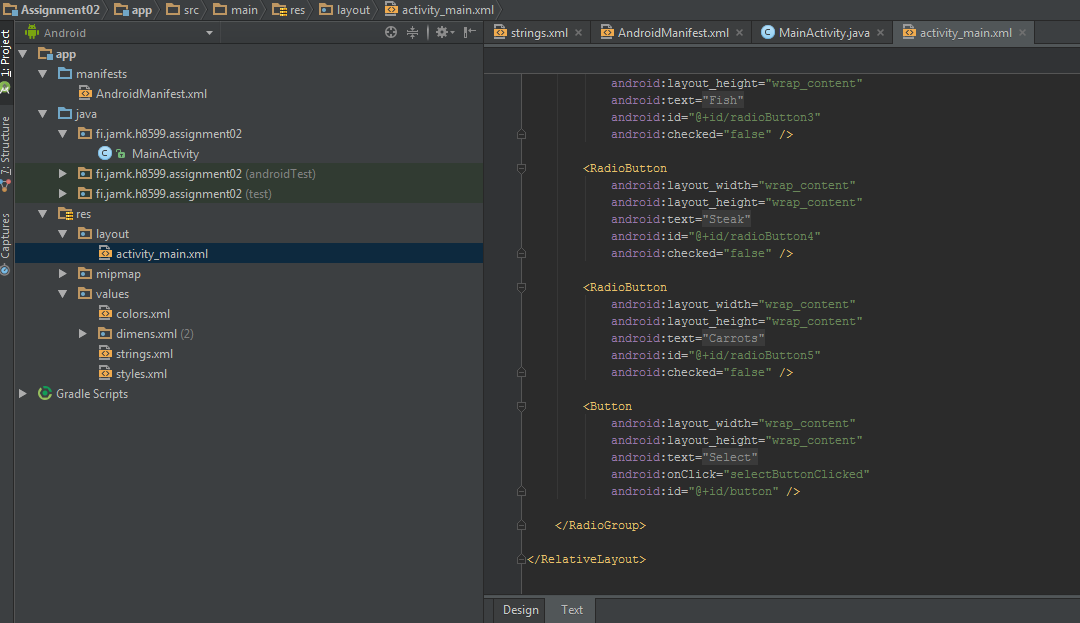 Assignment02 app src main res layout activity_main.xml
Android
strings.xml AndroidManifest.xml MainActivity.java activity_main.xml
1: Project
7: Structure
Captures
app
manifests
AndroidManifest.xml
java
fi.jamk.h8599.assignment02
MainActivity
fi.jamk.h8599.assignment02 (androidTest)
fi.jamk.h8599.assignment02 (test)
res
layout
activity_main.xml
mipmap
values
colors.xml
dimens.xml (2)
strings.xml
styles.xml
Gradle Scripts
android:layout_height="wrap_content"
android:text="Fish"
android:id="@+id/radioButton3"
android:checked="false" />
<RadioButton
android:layout_width="wrap_content"
android:layout_height="wrap_content"
android:text="Steak"
android:id="@+id/radioButton4"
android:checked="false" />
<RadioButton
android:layout_width="wrap_content"
android:layout_height="wrap_content"
android:text="Carrots"
android:id="@+id/radioButton5"
android:checked="false" />
<Button
android:layout_width="wrap_content"
android:layout_height="wrap_content"
android:text="Select"
android:onClick="selectButtonClicked"
android:id="@+id/button" />
</RadioGroup>
</RelativeLayout>
Design Text